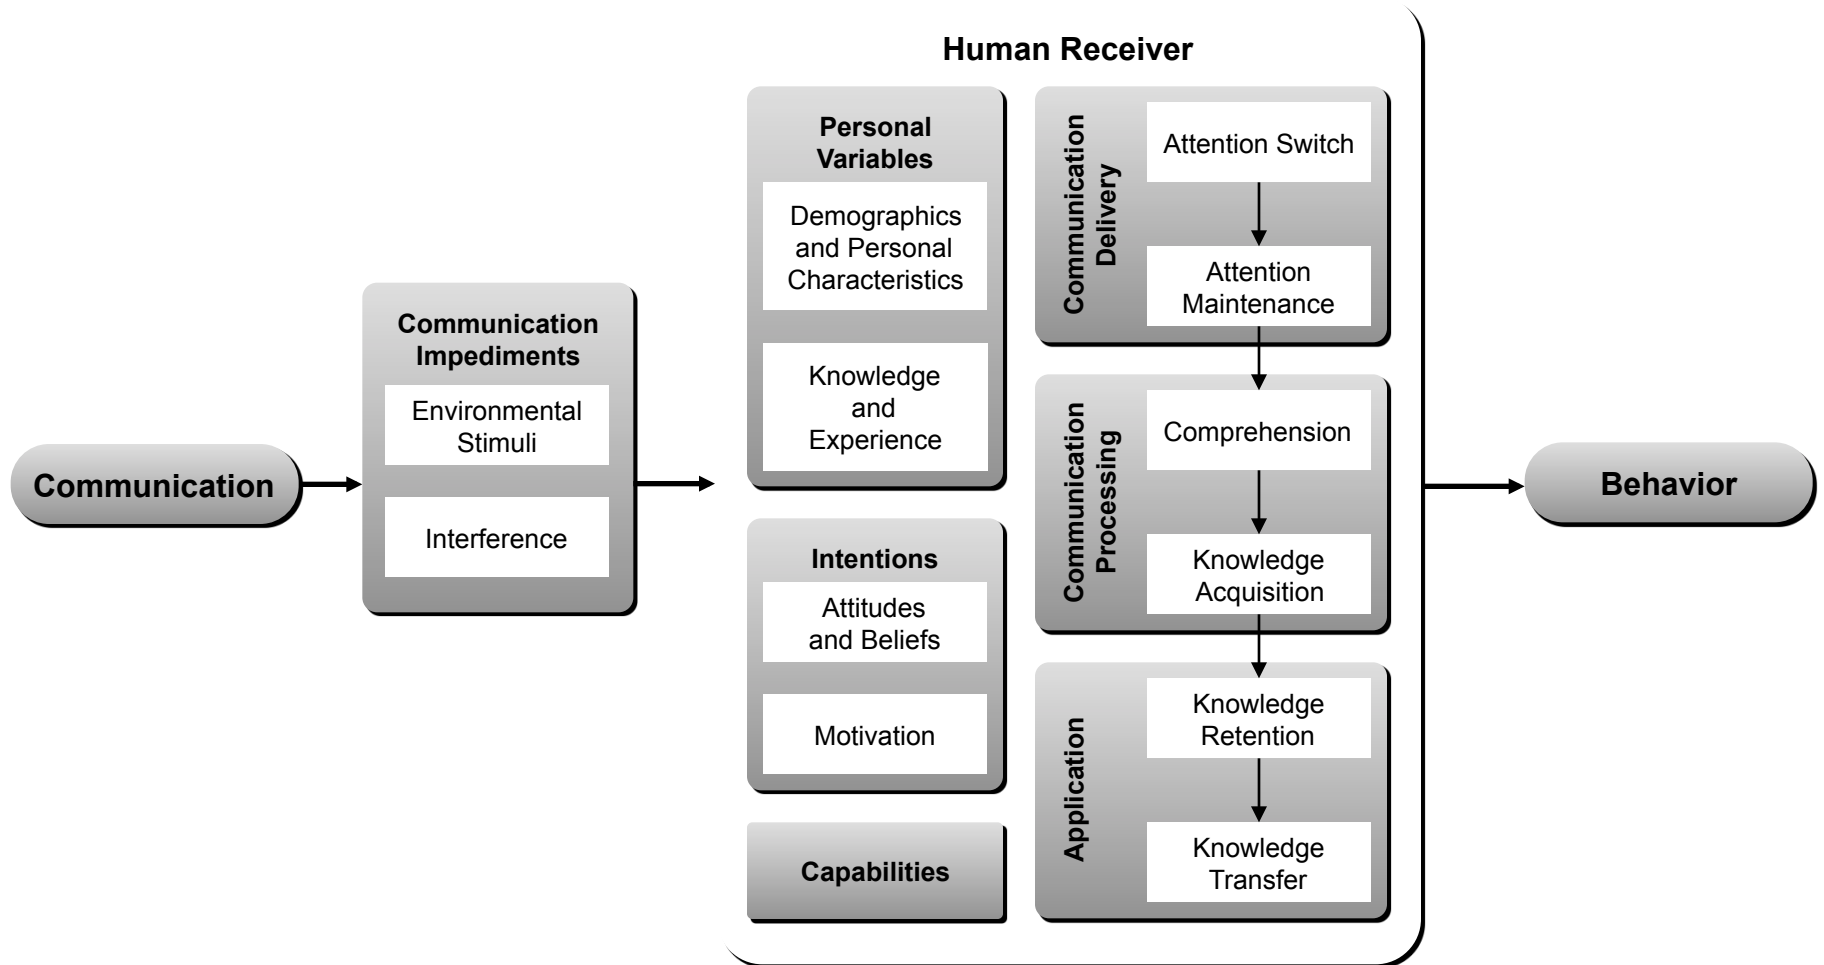 Human Receiver
Communication
Communication
Impediments
Environmental
Stimuli
Interference
Personal
Variables
Demographics
and Personal
Characteristics
Knowledge
and
Experience
Intentions
Attitudes
and Beliefs
Motivation
Capabilities
Communication
Delivery
Attention Switch
Attention
Maintenance
Communication
Processing
Comprehension
Knowledge
Acquisition
Application
Knowledge
Retention
Knowledge
Transfer
Behavior